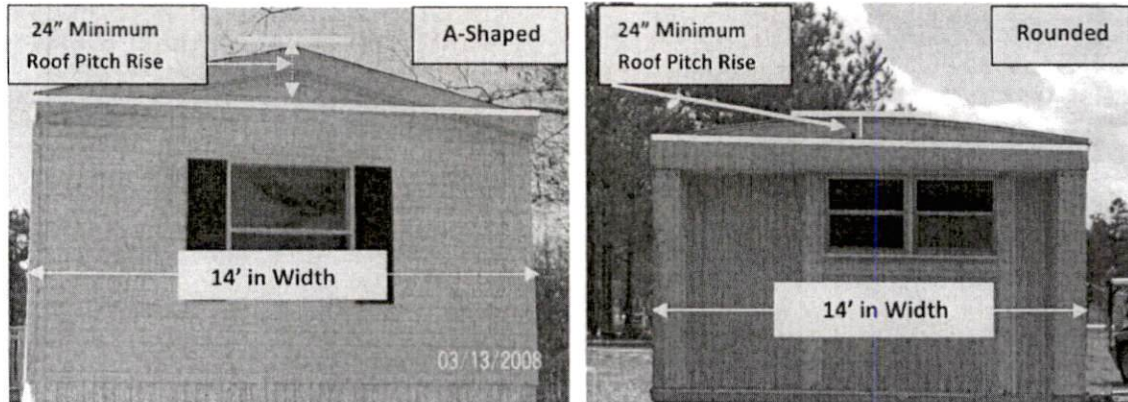 24" Minimum
Roof Pitch Rise
A-Shaped
14' in Width
03/13/2008
24" Minimum
Roof Pitch Rise
Rounded
14' in Width